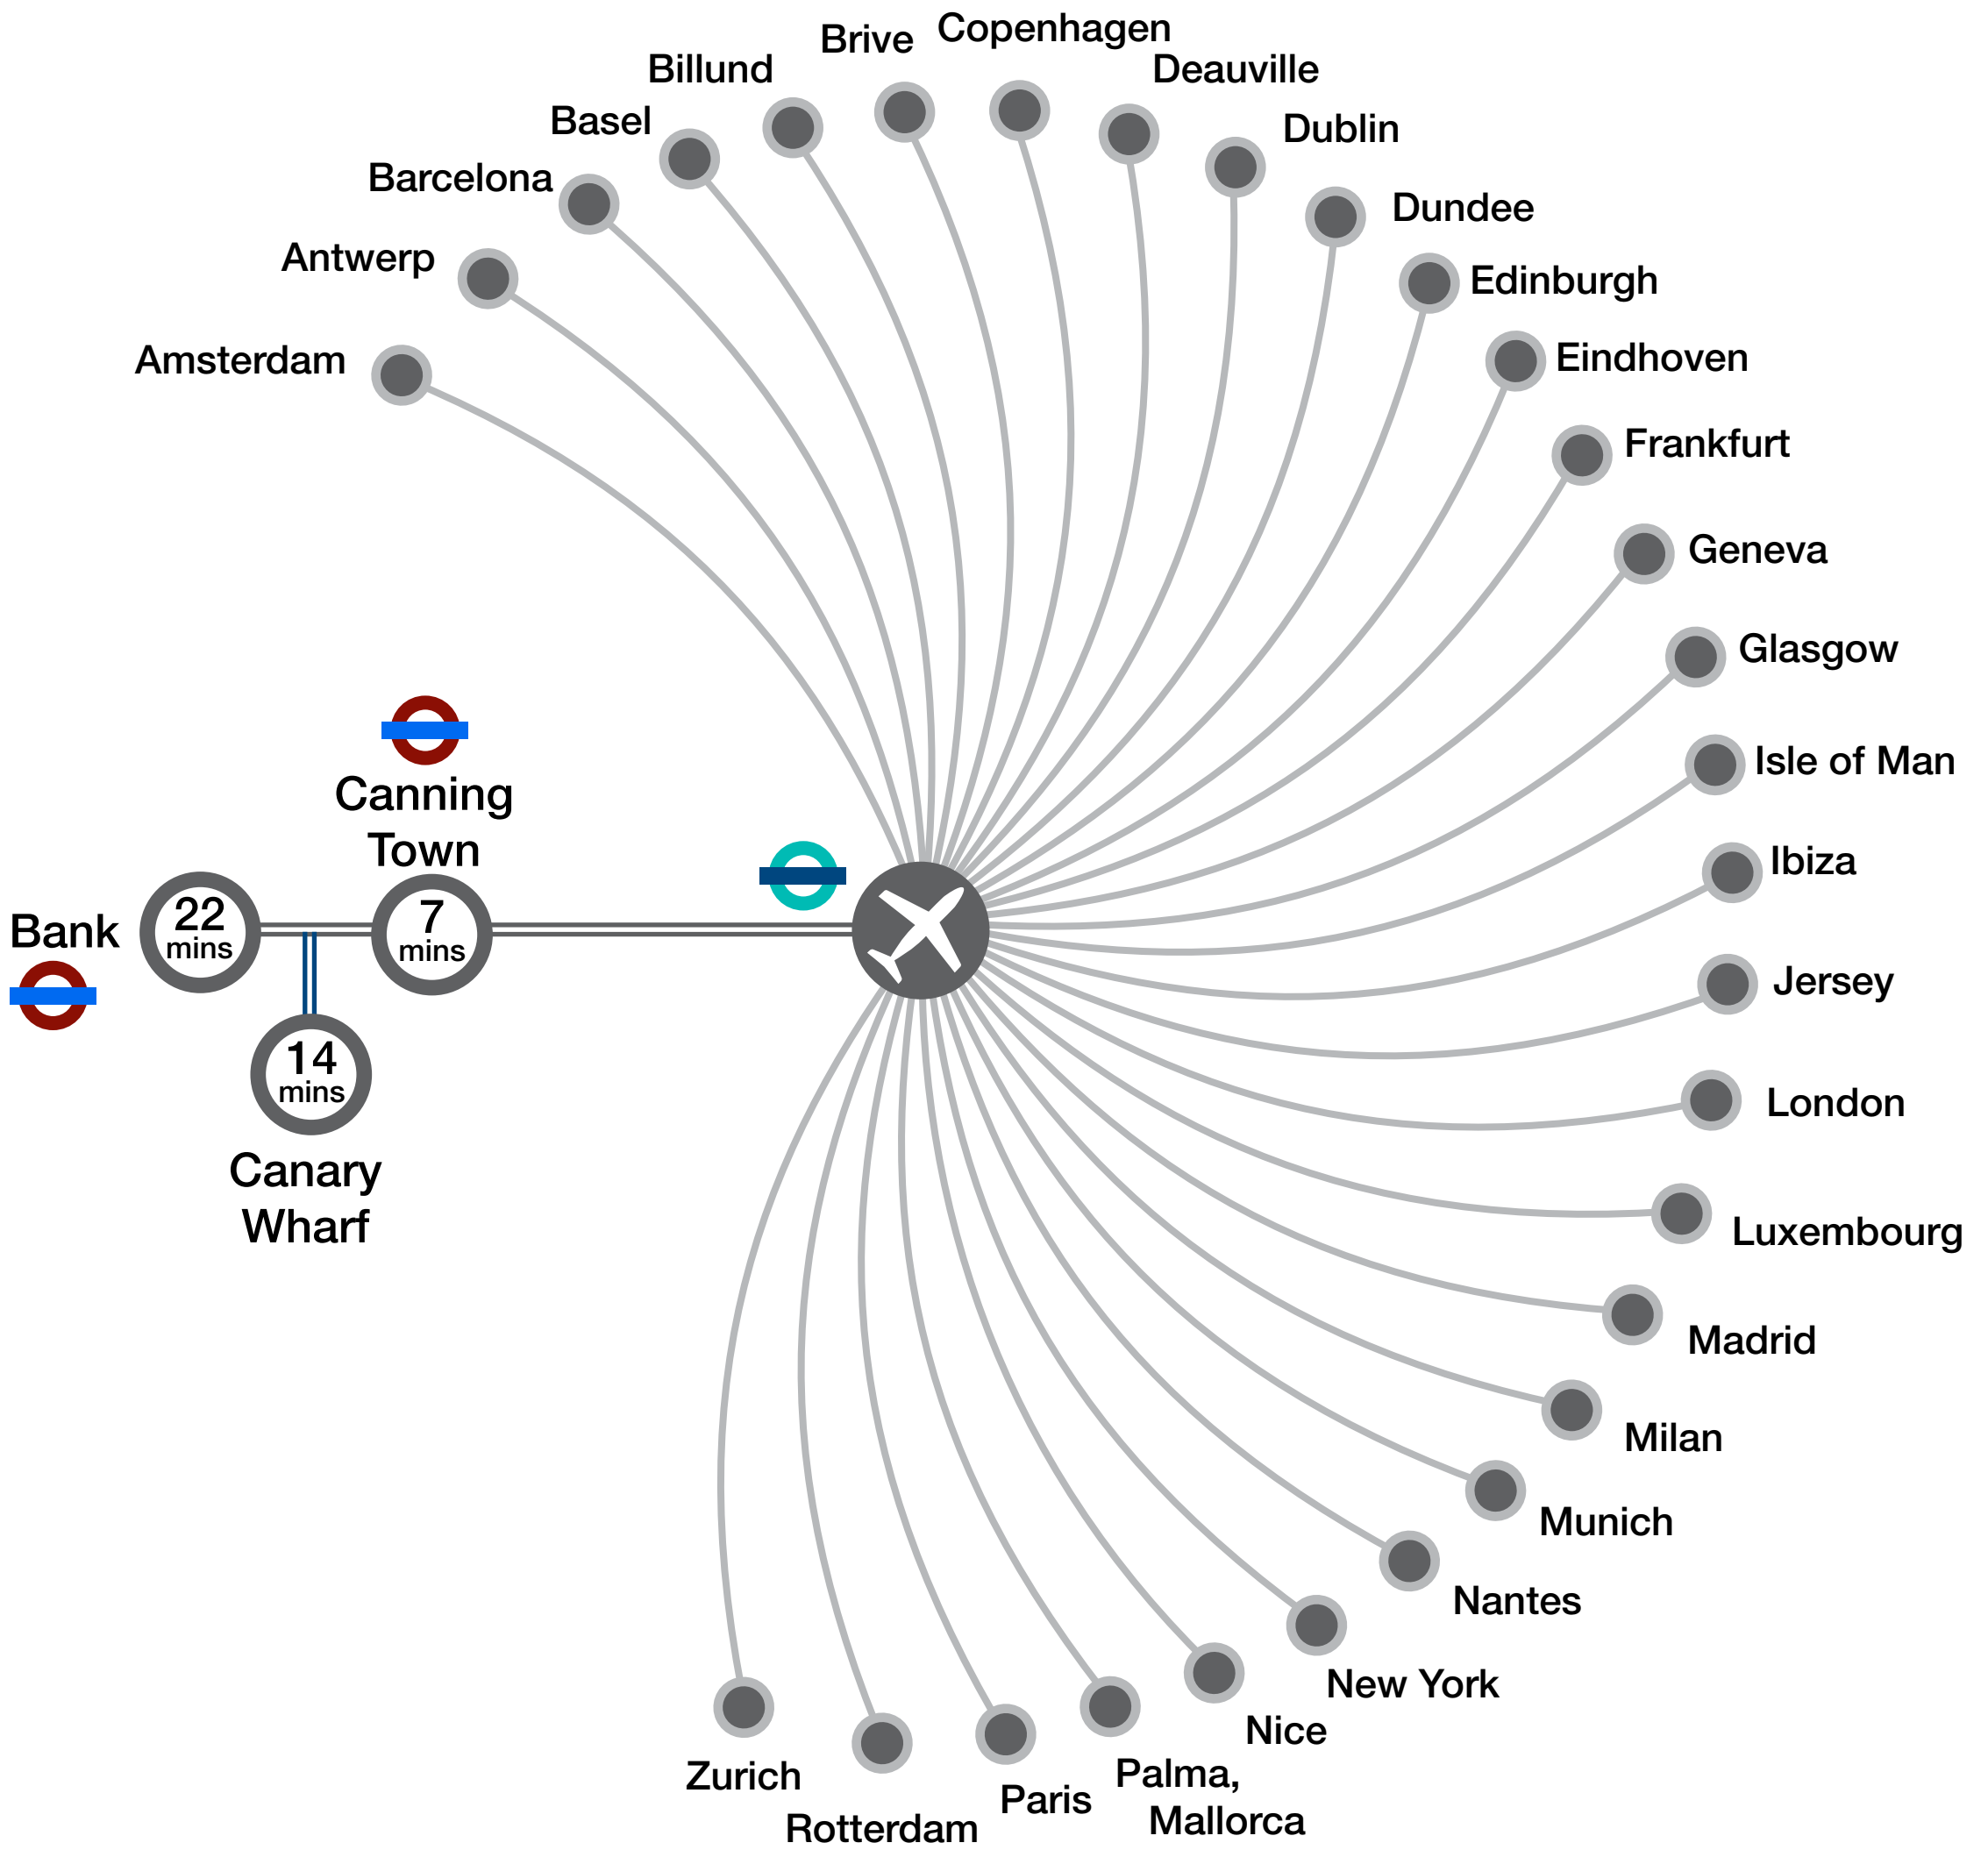 Copenhagen
Brive
Deauville
Billund
Dublin
Basel
Barcelona
Dundee
Antwerp
Edinburgh
Amsterdam
Eindhoven
Frankfurt
Geneva
Glasgow
Isle of Man
Ibiza
Jersey
London
Luxembourg
Madrid
Milan
Munich
Nantes
New York
Nice
Palma,
Mallorca
Paris
Rotterdam
Zurich
Canning
Town
7
mins
Bank
22
mins
14
mins
Canary
Wharf